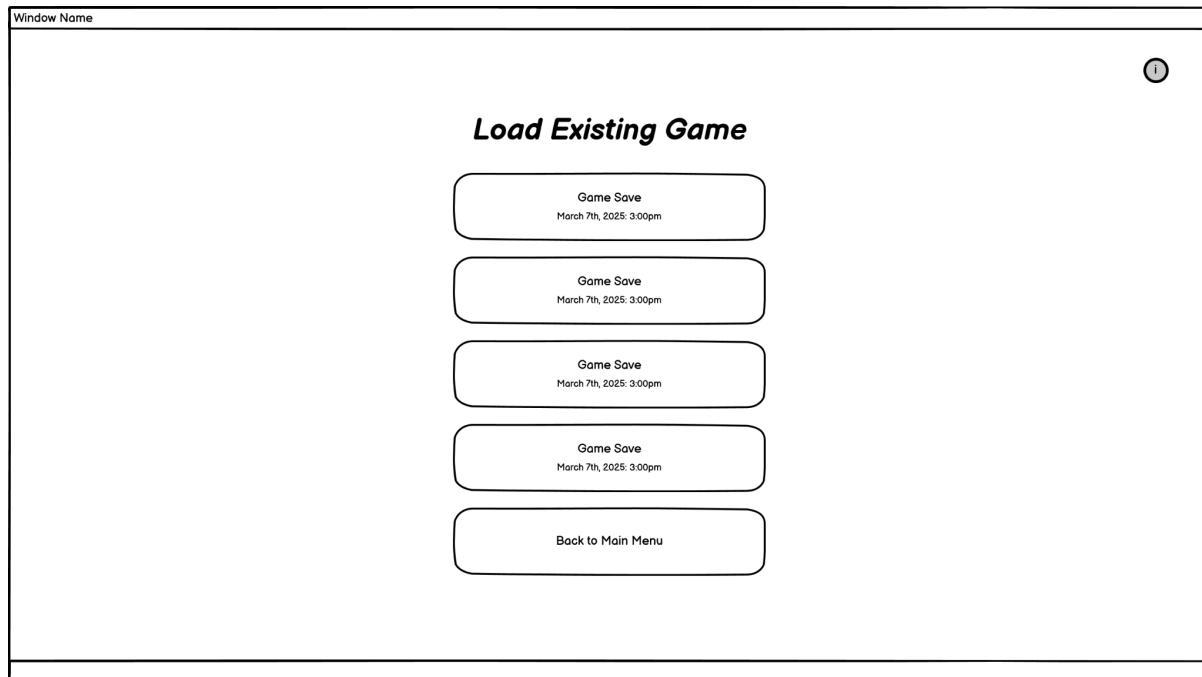 Window Name
i
Load Existing Game
Game Save
March 7th, 2025: 3:00pm
Game Save
March 7th, 2025: 3:00pm
Game Save
March 7th, 2025: 3:00pm
Game Save
March 7th, 2025: 3:00pm
Back to Main Menu